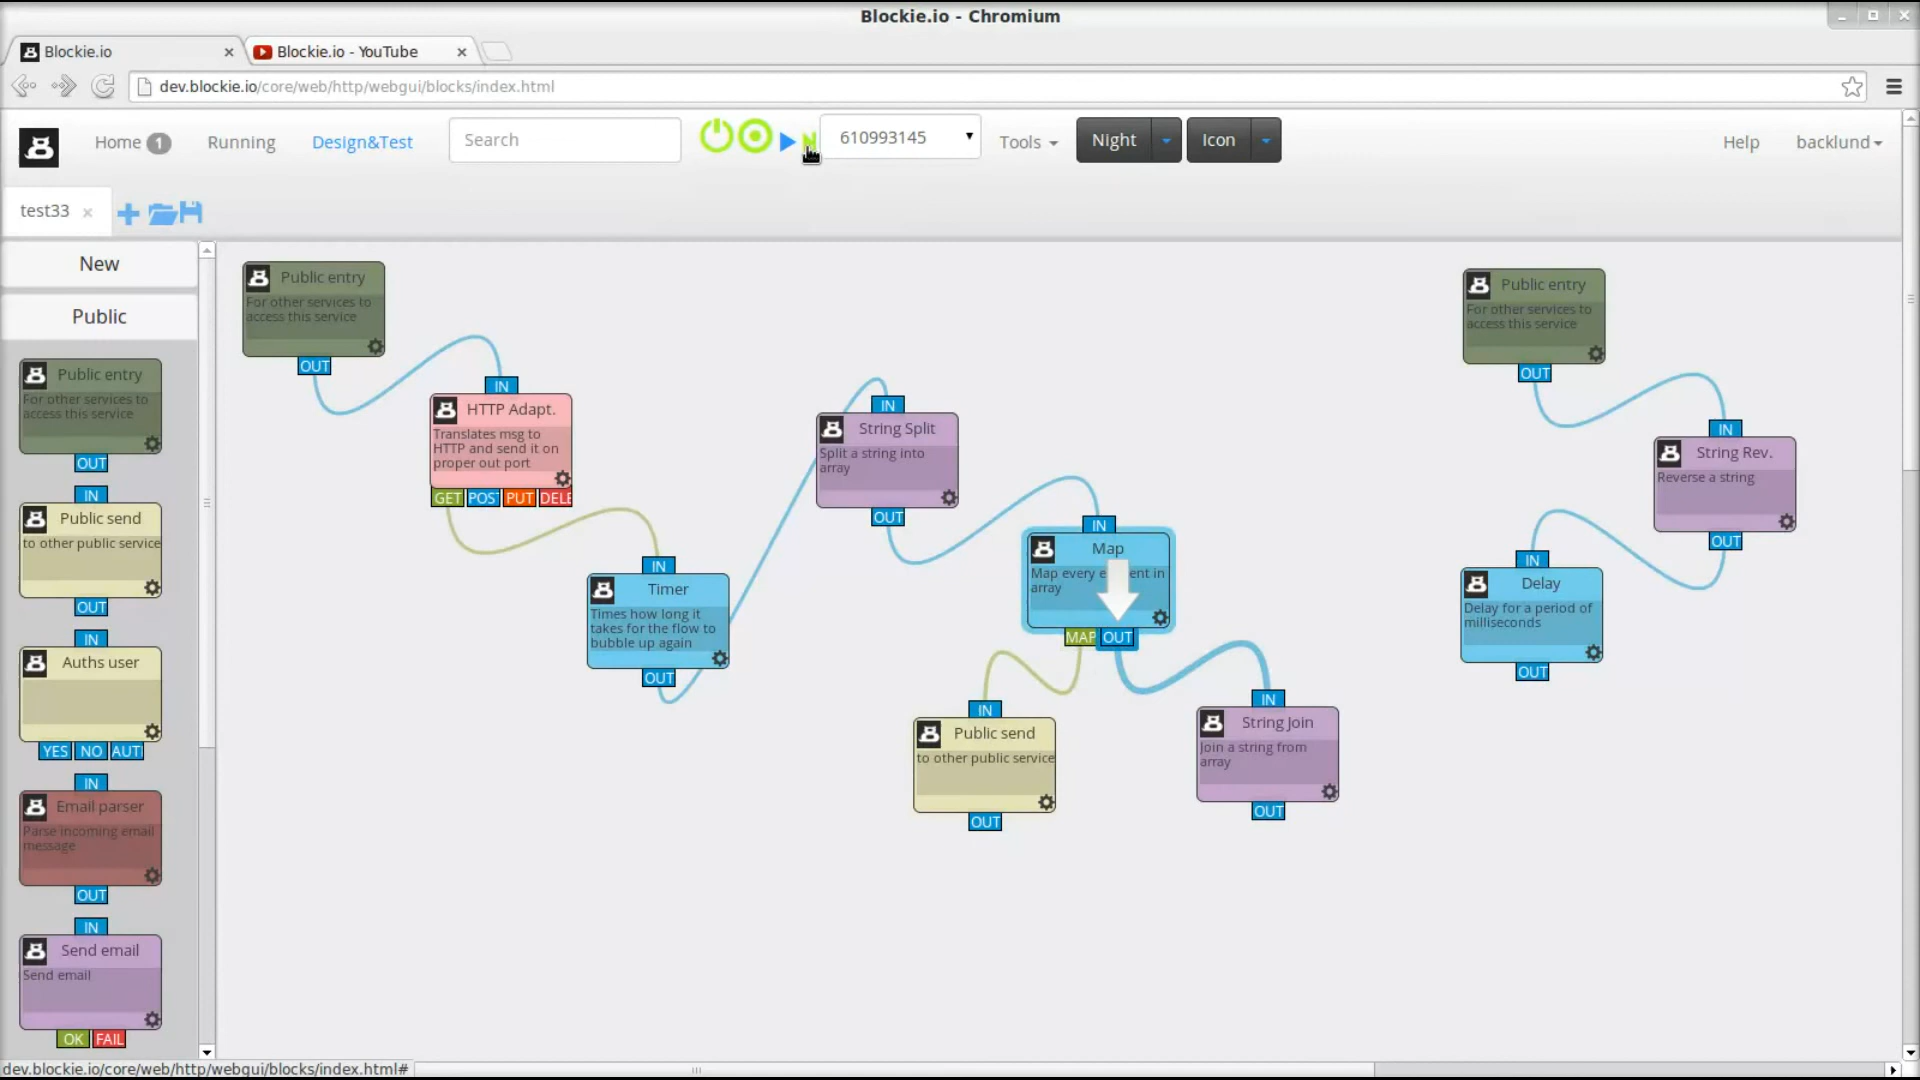 Blockie.io - Chromium
Blockie.io
Blockie.io - YouTube
dev.blockie.io/core/web/http/webgui/blocks/index.html
Home 1
Running
Design&Test
Search
610993145
Tools
Night
Icon
Help
backlund
test33
New
Public
Public entry
For other services to
access this service
OUT
IN
Public send
to other public service
OUT
IN
Auths user
YES NO AUT
IN
Email parser
Parse incoming email
message
OUT
IN
Send email
Send email
OK FAIL
Public entry
For other services to
access this service
OUT
IN
HTTP Adapt.
Translates msg to
HTTP and send it on
proper out port
GET POST PUT DELE
IN
Timer
Times how long it
takes for the flow to
bubble up again
OUT
IN
String Split
Split a string into
array
OUT
IN
Map
Map every e ent in
array
MAP OUT
IN
Public send
to other public service
OUT
IN
String Join
Join a string from
array
OUT
Public entry
For other services to
access this service
OUT
IN
String Rev.
Reverse a string
OUT
IN
Delay
Delay for a period of
milliseconds
OUT
dev.blockie.io/core/web/http/webgui/blocks/index.html#